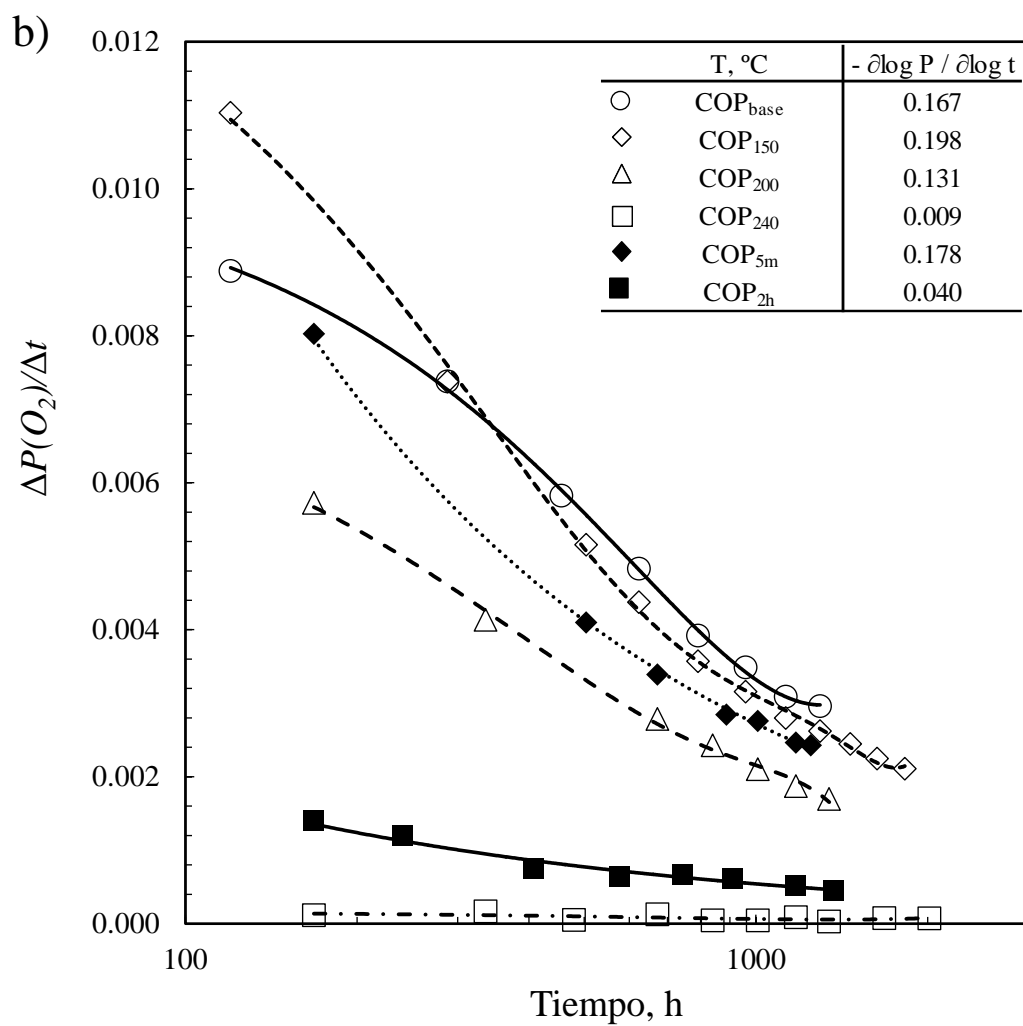 b)
0.012
0.010
0.008
0.006
0.004
0.002
0.000
ΔP(O₂)/Δt
T, ºC - ∂log P / ∂log t
COP_base 0.167
COP₁₅₀ 0.198
COP₂₀₀ 0.131
COP₂₄₀ 0.009
COP₅ₘ 0.178
COP₂ₕ 0.040
100 1000
Tiempo, h